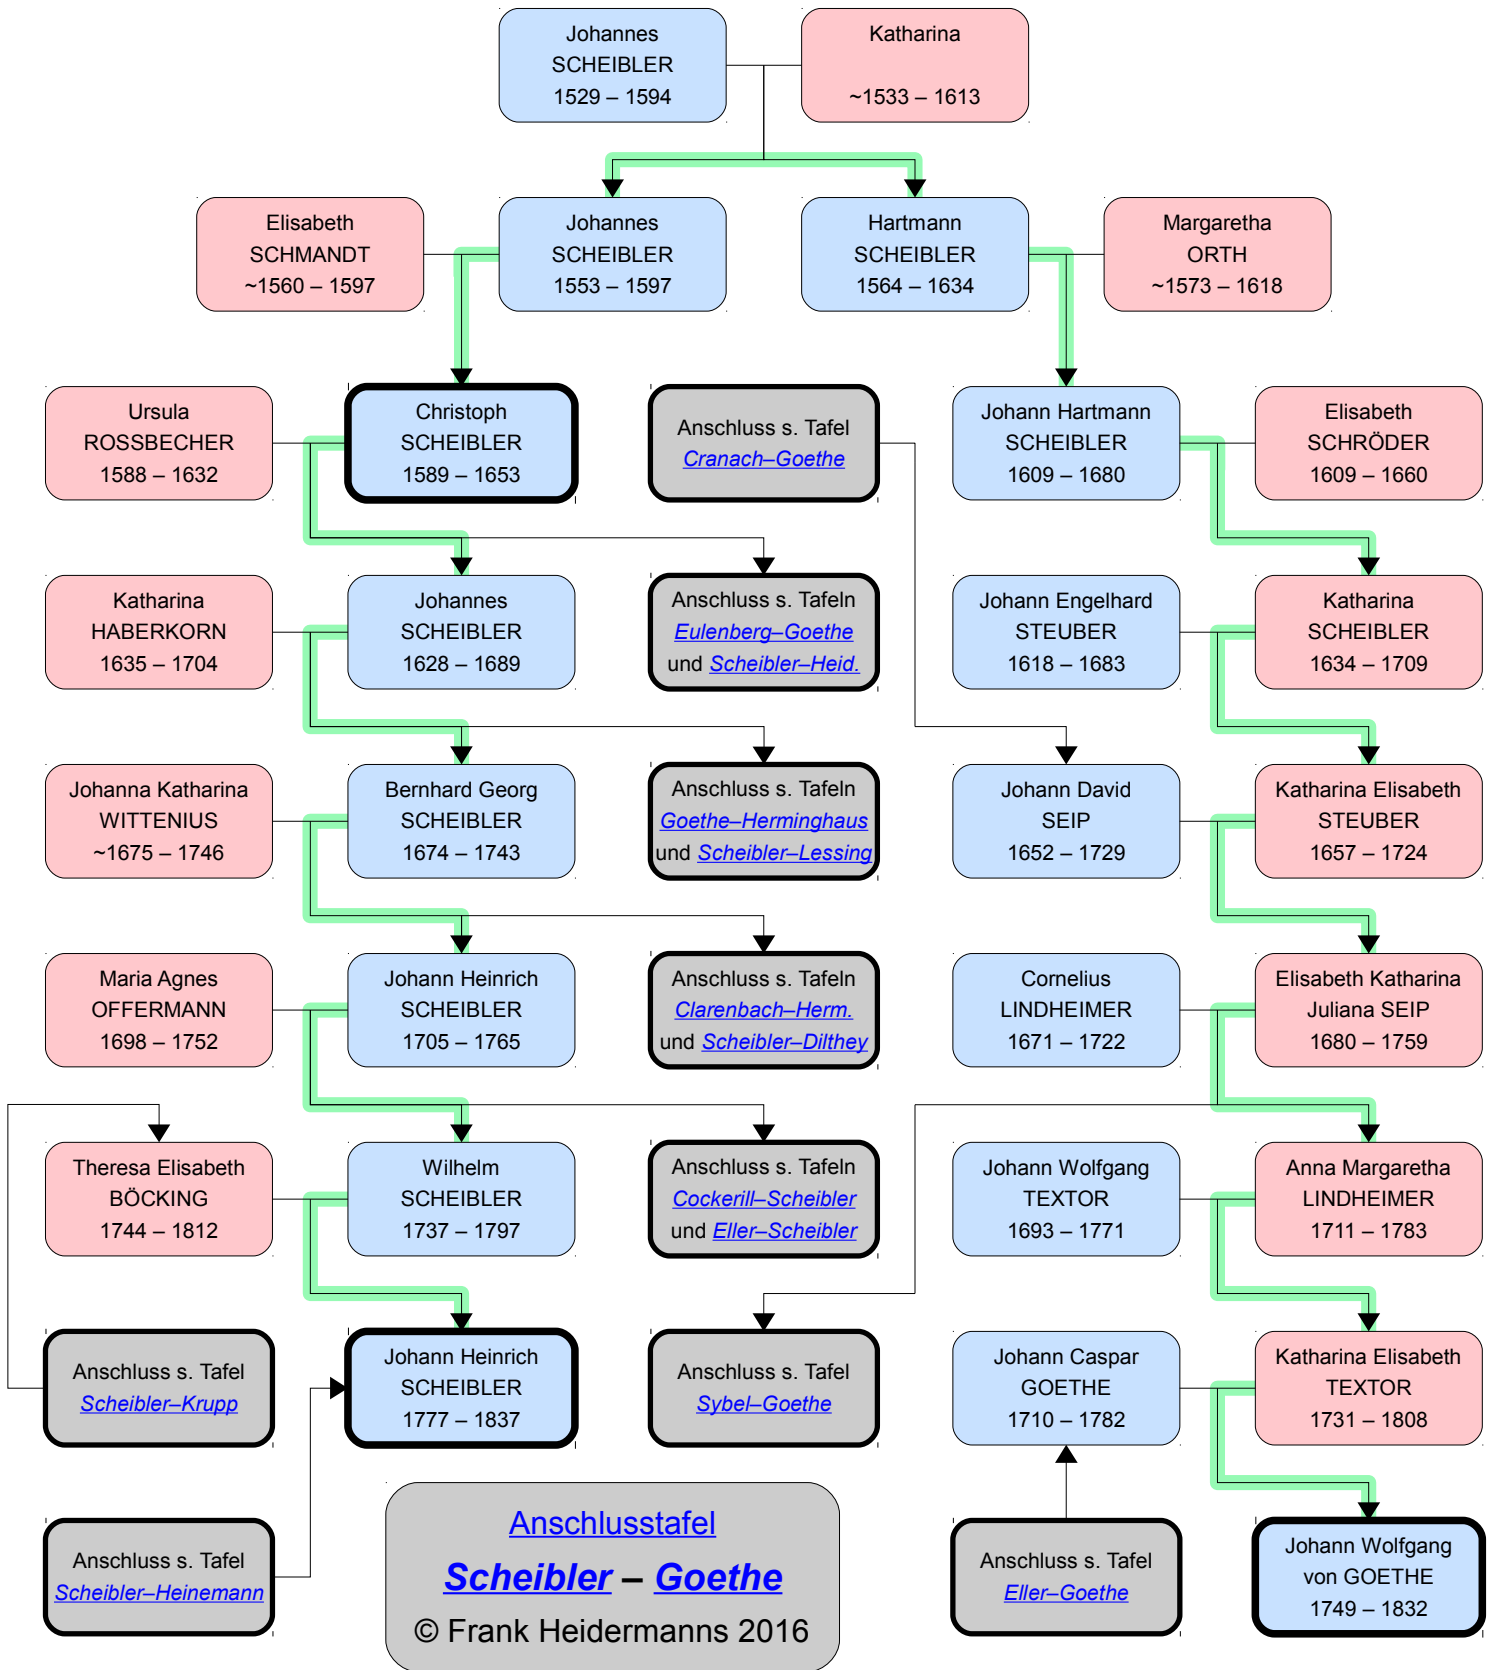 Johannes
SCHEIBLER
1529 – 1594
Katharina
~1533 – 1613
Elisabeth
SCHMANDT
~1560 – 1597
Johannes
SCHEIBLER
1553 – 1597
Hartmann
SCHEIBLER
1564 – 1634
Margaretha
ORTH
~1573 – 1618
Ursula
ROSSBECHER
1588 – 1632
Christoph
SCHEIBLER
1589 – 1653
Anschluss s. Tafel
Cranach–Goethe
Johann Hartmann
SCHEIBLER
1609 – 1680
Elisabeth
SCHRÖDER
1609 – 1660
Katharina
HABERKORN
1635 – 1704
Johannes
SCHEIBLER
1628 – 1689
Anschluss s. Tafeln
Eulenberg–Goethe
und Scheibler–Heid.
Johann Engelhard
STEUBER
1618 – 1683
Katharina
SCHEIBLER
1634 – 1709
Johanna Katharina
WITTENIUS
~1675 – 1746
Bernhard Georg
SCHEIBLER
1674 – 1743
Anschluss s. Tafeln
Goethe–Herminghaus
und Scheibler–Lessing
Johann David
SEIP
1652 – 1729
Katharina Elisabeth
STEUBER
1657 – 1724
Maria Agnes
OFFERMANN
1698 – 1752
Johann Heinrich
SCHEIBLER
1705 – 1765
Anschluss s. Tafeln
Clarenbach–Herm.
und Scheibler–Dilthey
Cornelius
LINDHEIMER
1671 – 1722
Elisabeth Katharina
Juliana SEIP
1680 – 1759
Theresa Elisabeth
BÖCKING
1744 – 1812
Wilhelm
SCHEIBLER
1737 – 1797
Anschluss s. Tafeln
Cockerill–Scheibler
und Eller–Scheibler
Johann Wolfgang
TEXTOR
1693 – 1771
Anna Margaretha
LINDHEIMER
1711 – 1783
Anschluss s. Tafel
Scheibler–Krupp
Johann Heinrich
SCHEIBLER
1777 – 1837
Anschluss s. Tafel
Sybel–Goethe
Johann Caspar
GOETHE
1710 – 1782
Katharina Elisabeth
TEXTOR
1731 – 1808
Anschluss s. Tafel
Scheibler–Heinemann
Anschlusstafel
Scheibler – Goethe
© Frank Heidermanns 2016
Anschluss s. Tafel
Eller–Goethe
Johann Wolfgang
von GOETHE
1749 – 1832